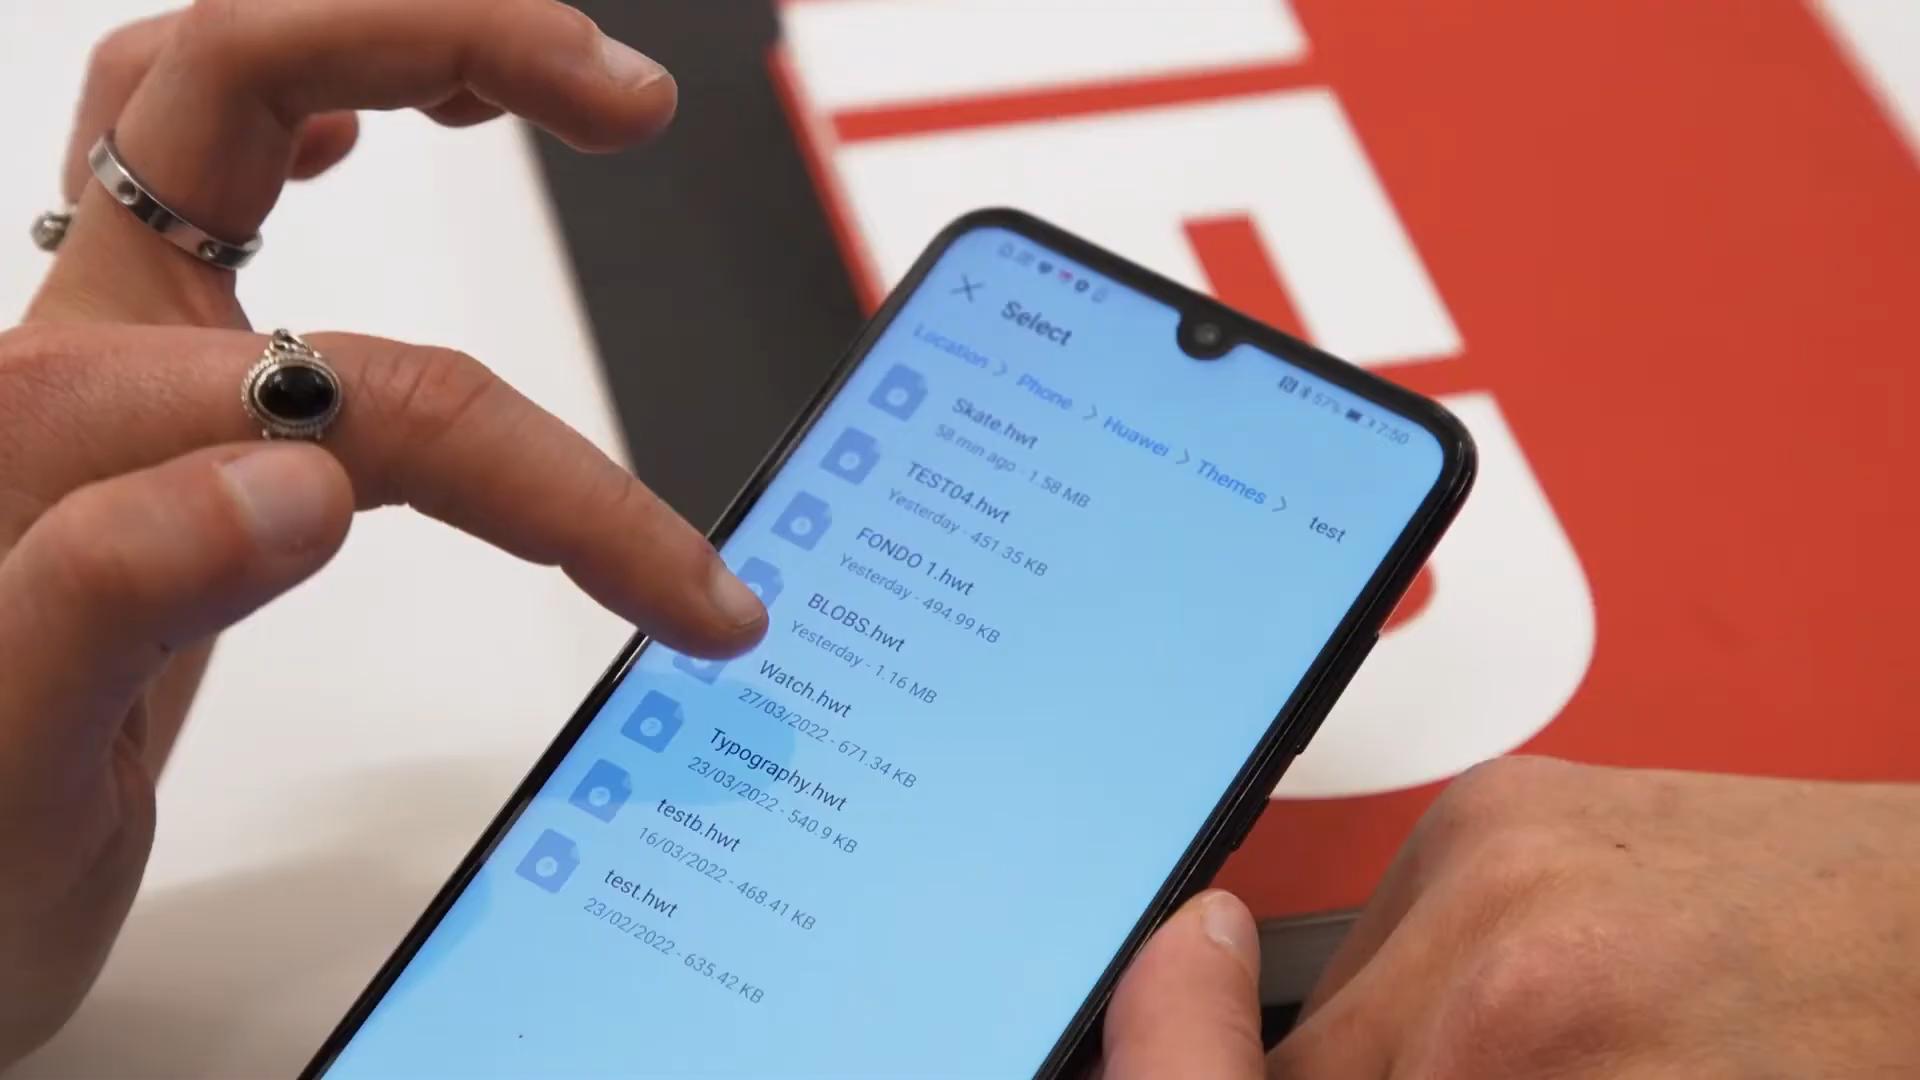 57% 7:50
Select
Location > Phone > Huawei > Themes > test
Skate.hwt
58 min ago - 1.58 MB
TEST04.hwt
Yesterday - 451.35 KB
FONDO 1.hwt
Yesterday - 494.99 KB
BLOBS.hwt
Yesterday - 1.16 MB
Watch.hwt
27/03/2022 - 671.34 KB
Typography.hwt
23/03/2022 - 540.9 KB
testb.hwt
16/03/2022 - 468.41 KB
test.hwt
23/02/2022 - 635.42 KB